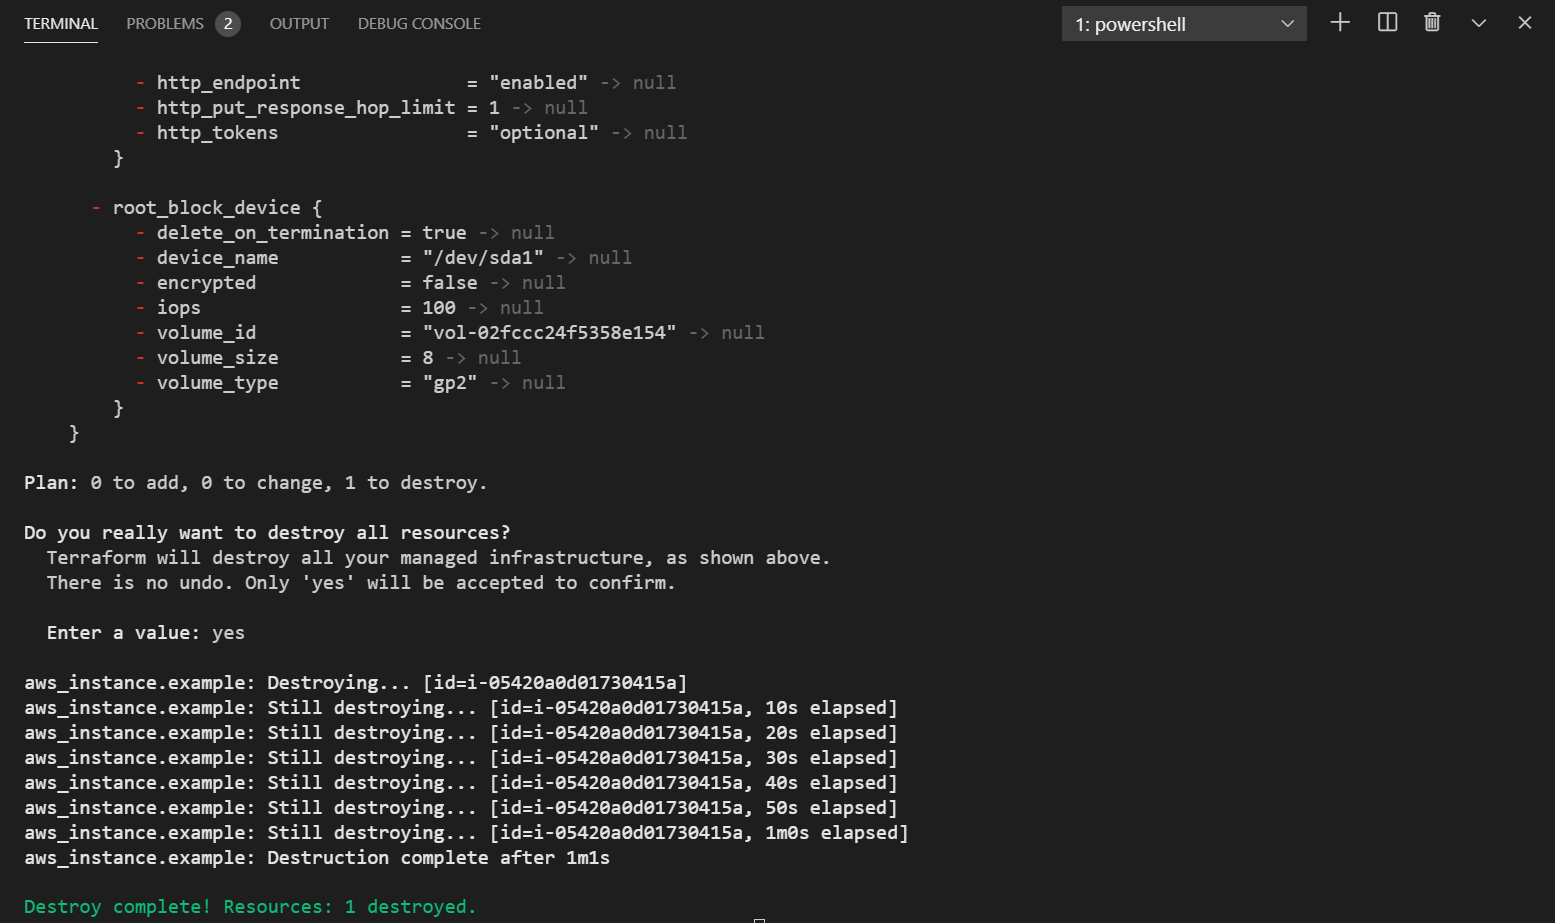 TERMINAL PROBLEMS 2 OUTPUT DEBUG CONSOLE 1: powershell
- http_endpoint = "enabled" -> null
- http_put_response_hop_limit = 1 -> null
- http_tokens = "optional" -> null
}
- root_block_device {
- delete_on_termination = true -> null
- device_name = "/dev/sda1" -> null
- encrypted = false -> null
- iops = 100 -> null
- volume_id = "vol-02fccc24f5358e154" -> null
- volume_size = 8 -> null
- volume_type = "gp2" -> null
}
}
Plan: 0 to add, 0 to change, 1 to destroy.
Do you really want to destroy all resources?
Terraform will destroy all your managed infrastructure, as shown above.
There is no undo. Only 'yes' will be accepted to confirm.
Enter a value: yes
aws_instance.example: Destroying... [id=i-05420a0d01730415a]
aws_instance.example: Still destroying... [id=i-05420a0d01730415a, 10s elapsed]
aws_instance.example: Still destroying... [id=i-05420a0d01730415a, 20s elapsed]
aws_instance.example: Still destroying... [id=i-05420a0d01730415a, 30s elapsed]
aws_instance.example: Still destroying... [id=i-05420a0d01730415a, 40s elapsed]
aws_instance.example: Still destroying... [id=i-05420a0d01730415a, 50s elapsed]
aws_instance.example: Still destroying... [id=i-05420a0d01730415a, 1m0s elapsed]
aws_instance.example: Destruction complete after 1m1s
Destroy complete! Resources: 1 destroyed.